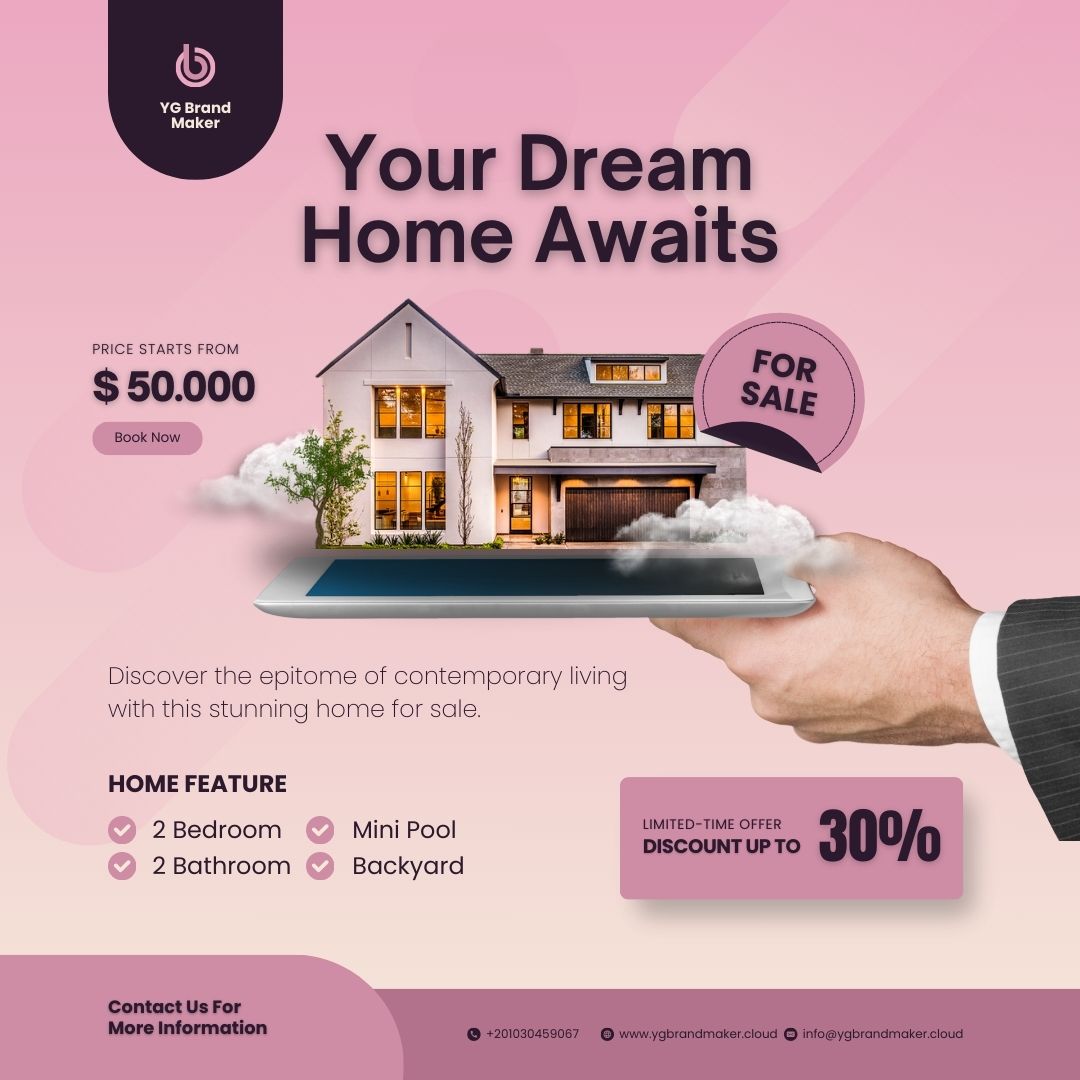 YG Brand
Maker
Your Dream
Home Awaits
PRICE STARTS FROM
$ 50.000
Book Now
FOR
SALE
Discover the epitome of contemporary living
with this stunning home for sale.
HOME FEATURE
2 Bedroom
Mini Pool
2 Bathroom
Backyard
LIMITED-TIME OFFER
DISCOUNT UP TO
30%
Contact Us For
More Information
+201030459067
www.ygbrandmaker.cloud
info@ygbrandmaker.cloud